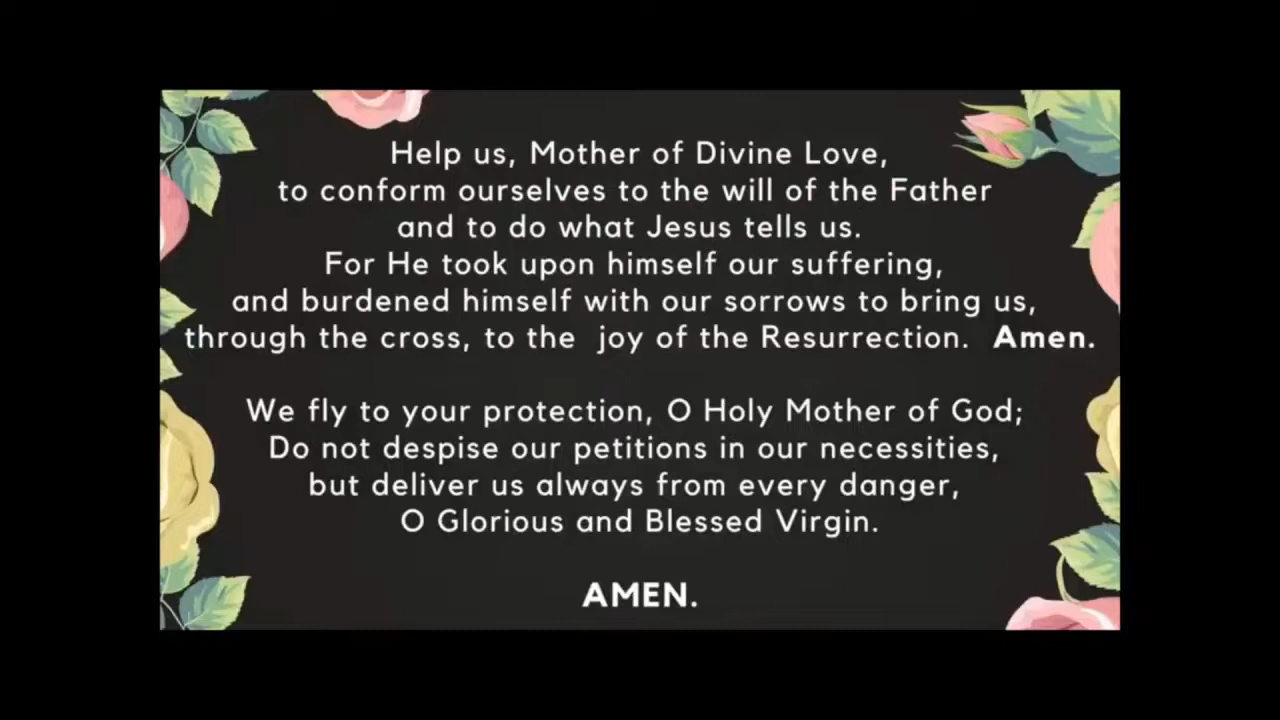 Help us, Mother of Divine Love,
to conform ourselves to the will of the Father
and to do what Jesus tells us.
For He took upon himself our suffering,
and burdened himself with our sorrows to bring us,
through the cross, to the joy of the Resurrection. Amen.
We fly to your protection, O Holy Mother of God;
Do not despise our petitions in our necessities,
but deliver us always from every danger,
O Glorious and Blessed Virgin.
AMEN.